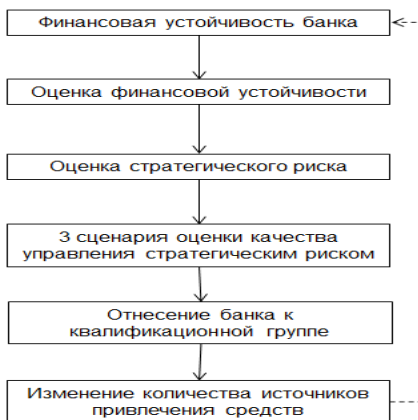 Финансовая устойчивость банка
Оценка финансовой устойчивости
Оценка стратегического риска
3 сценария оценки качества
управления стратегическим риском
Отнесение банка к
квалификационной группе
Изменение количества источников
привлечения средств